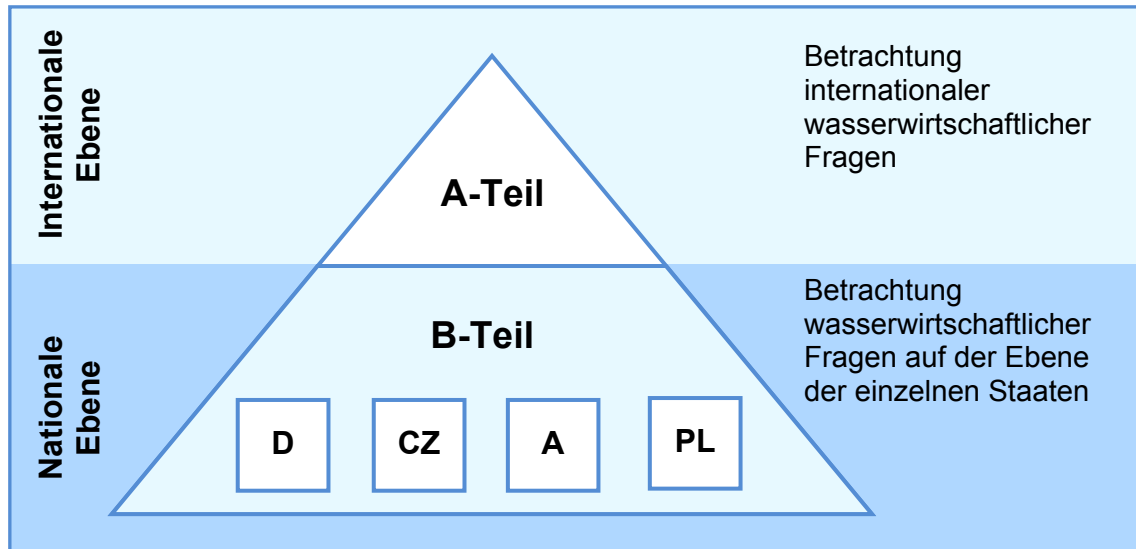 Internationale
Ebene
A-Teil
Betrachtung
internationaler
wasserwirtschaftlicher
Fragen
Nationale
Ebene
B-Teil
D CZ A PL
Betrachtung
wasserwirtschaftlicher
Fragen auf der Ebene
der einzelnen Staaten